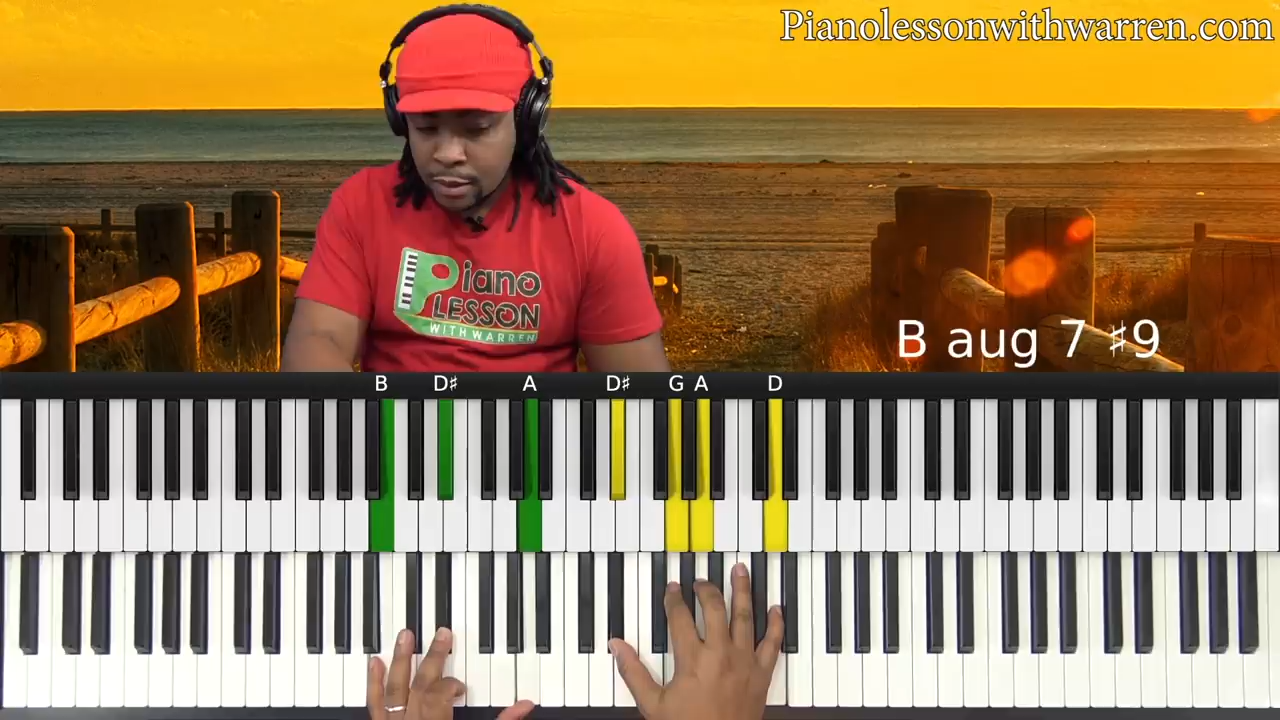 Pianolessonwithwarren.com
Piano
LESSON
WITH WARREN
B aug 7 ♯9
B D♯ A D♯ G A D